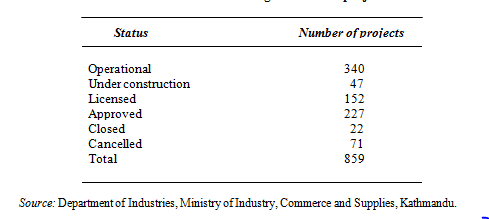 Status Number of projects
Operational 340
Under construction 47
Licensed 152
Approved 227
Closed 22
Cancelled 71
Total 859
Source: Department of Industries, Ministry of Industry, Commerce and Supplies, Kathmandu.